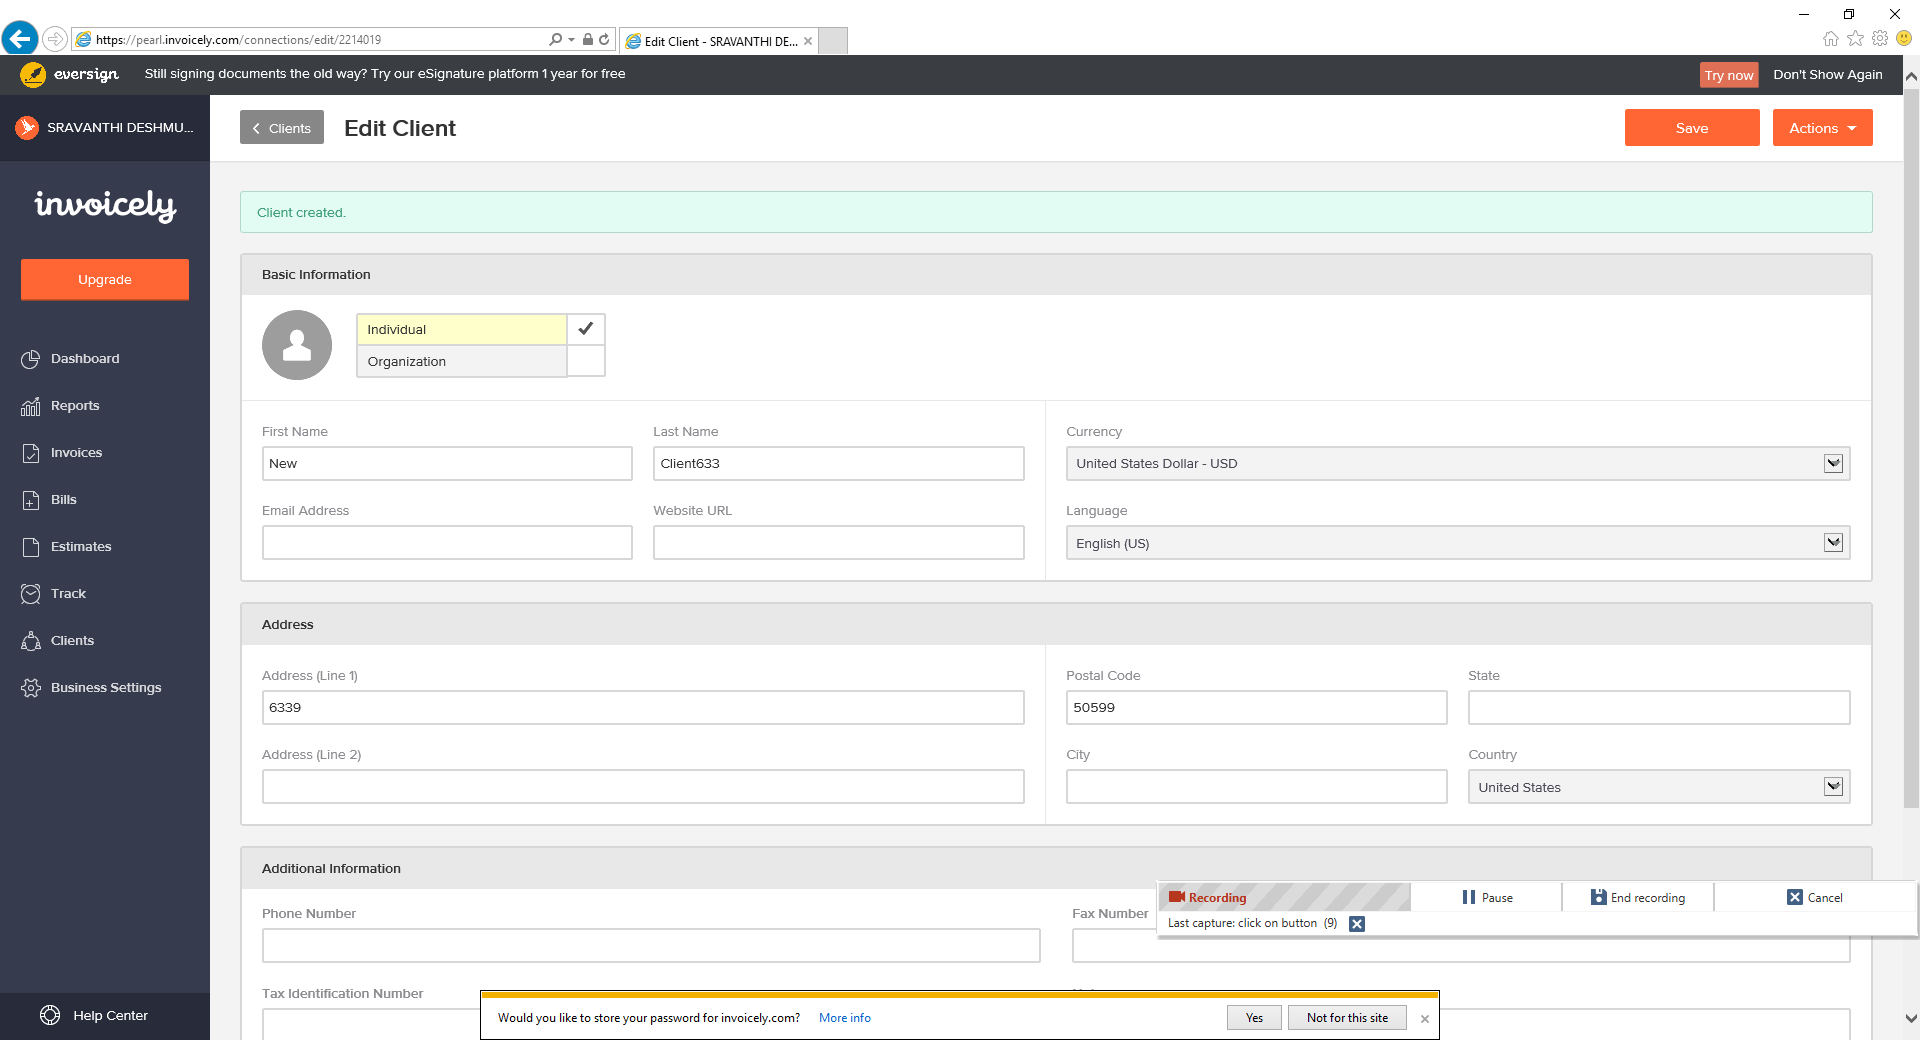 https://pearl.invoicely.com/connections/edit/2214019
Edit Client - SRAVANTHI DE...
eversign
Still signing documents the old way? Try our eSignature platform 1 year for free
Try now
Don't Show Again
SRAVANTHI DESHMU...
Clients
Edit Client
Save
Actions
invoicely
Client created.
Upgrade
Basic Information
Individual
Organization
Dashboard
Reports
Invoices
Bills
Estimates
Track
Clients
Business Settings
First Name
Last Name
Currency
New
Client633
United States Dollar - USD
Email Address
Website URL
Language
English (US)
Address
Address (Line 1)
Postal Code
State
6339
50599
Address (Line 2)
City
Country
United States
Additional Information
Phone Number
Fax Number
Recording
Pause
End recording
Cancel
Last capture: click on button (9)
Tax Identification Number
Would you like to store your password for invoicely.com?
More info
Yes
Not for this site
Help Center